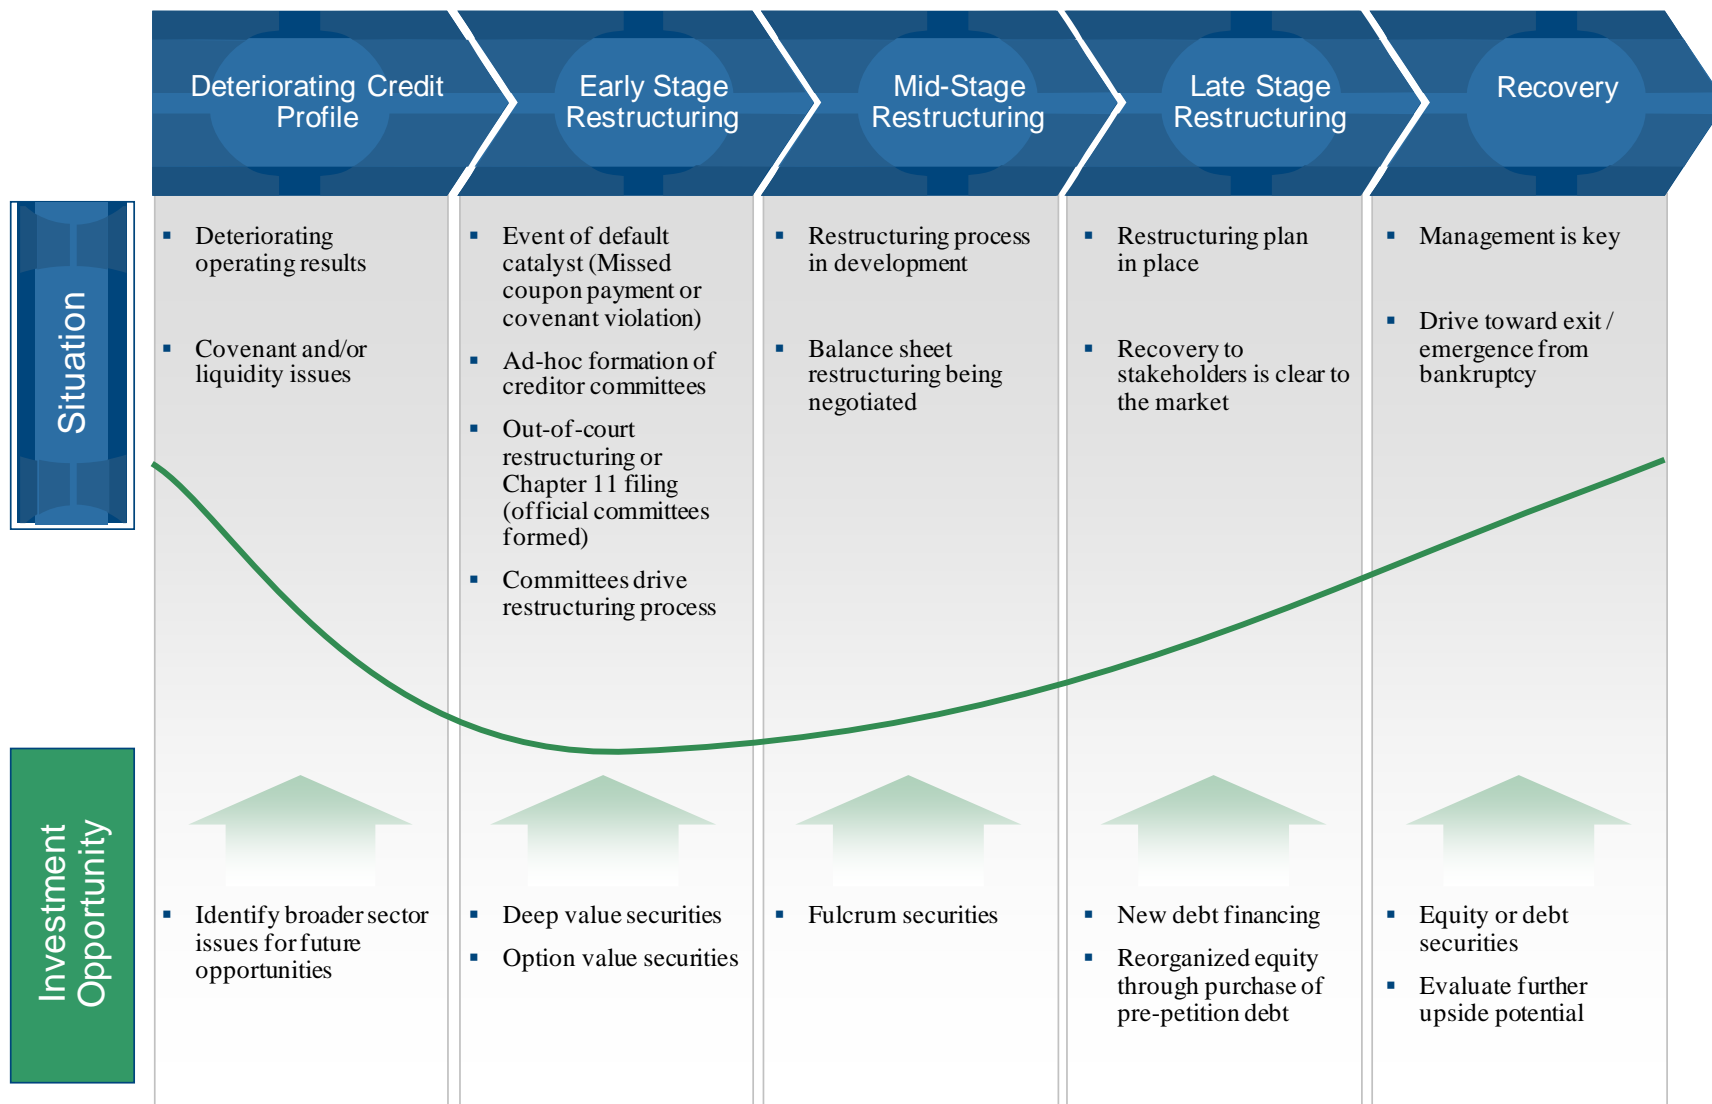 Deteriorating Credit
Profile
Early Stage
Restructuring
Mid-Stage
Restructuring
Late Stage
Restructuring
Recovery
Situation
▪ Deteriorating
operating results
▪ Covenant and/or
liquidity issues
▪ Event of default
catalyst (Missed
coupon payment or
covenant violation)
▪ Ad-hoc formation of
creditor committees
▪ Out-of-court
restructuring or
Chapter 11 filing
(official committees
formed)
▪ Committees drive
restructuring process
▪ Restructuring process
in development
▪ Balance sheet
restructuring being
negotiated
▪ Restructuring plan
in place
▪ Recovery to
stakeholders is clear to
the market
▪ Management is key
▪ Drive toward exit /
emergence from
bankruptcy
Investment
Opportunity
▪ Identify broader sector
issues for future
opportunities
▪ Deep value securities
▪ Option value securities
▪ Fulcrum securities
▪ New debt financing
▪ Reorganized equity
through purchase of
pre-petition debt
▪ Equity or debt
securities
▪ Evaluate further
upside potential